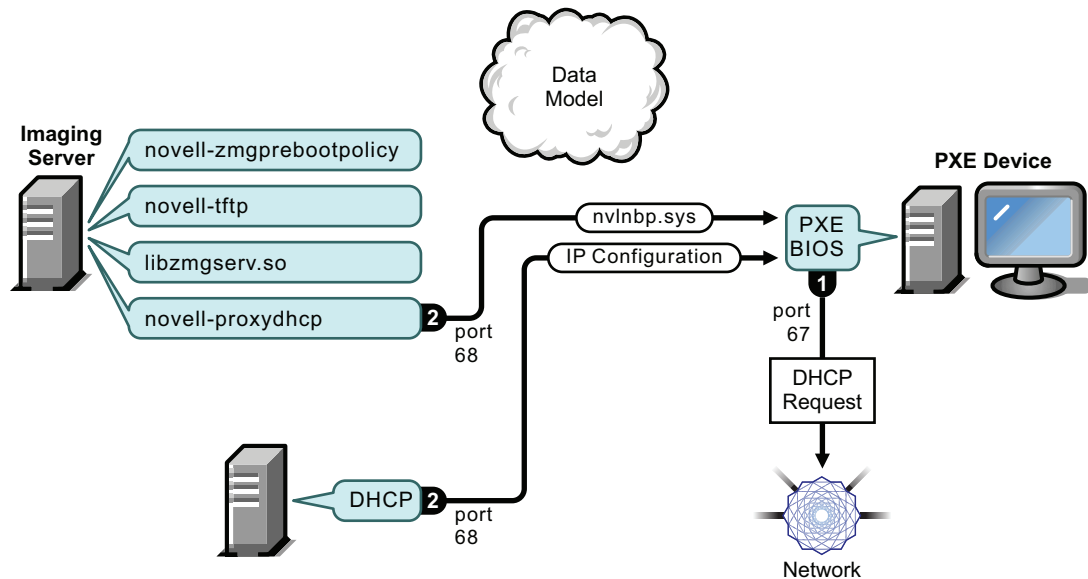 Data
Model
Imaging
Server
novell-zmgprebootpolicy
novell-tftp
libzmgserv.so
novell-proxydhcp
2
port
68
nvlnbp.sys
IP Configuration
PXE
BIOS
PXE Device
1
port
67
DHCP
Request
Network
DHCP
2
port
68